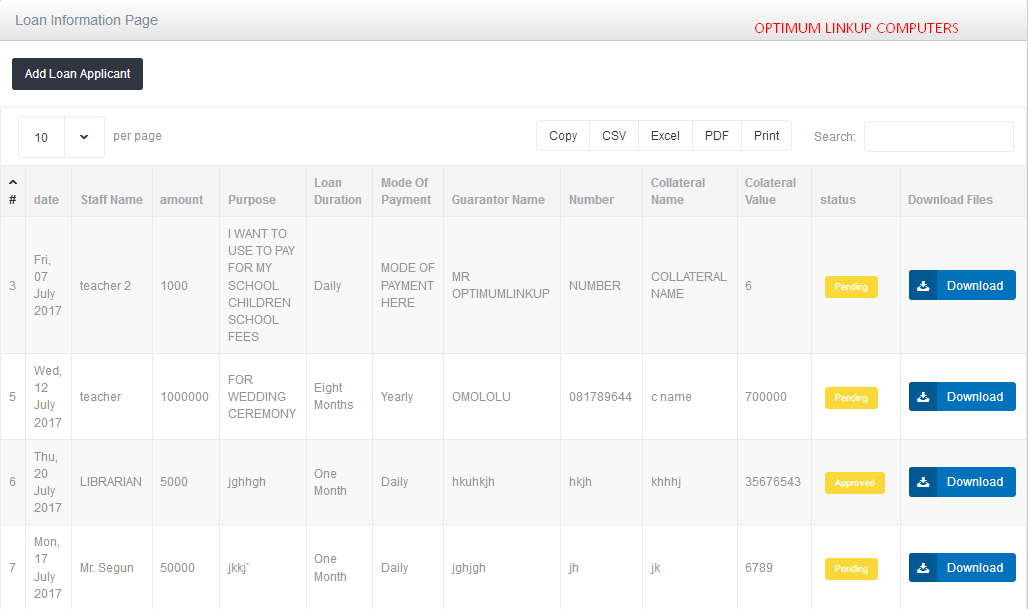 Loan Information Page
OPTIMUM LINKUP COMPUTERS
Add Loan Applicant
10 per page Copy CSV Excel PDF Print Search:
# date Staff Name amount Purpose Loan Duration Mode Of Payment Guarantor Name Number Collateral Name Colateral Value status Download Files
3 Fri, 07 July 2017 teacher 2 1000 I WANT TO USE TO PAY FOR MY SCHOOL CHILDREN SCHOOL FEES Daily MODE OF PAYMENT HERE MR OPTIMUMLINKUP NUMBER COLLATERAL NAME 6 Pending Download
5 Wed, 12 July 2017 teacher 1000000 FOR WEDDING CEREMONY Eight Months Yearly OMOLOLU 081789644 c name 700000 Pending Download
6 Thu, 20 July 2017 LIBRARIAN 5000 jghhgh One Month Daily hkuhkjh hkjh khhhj 35676543 Approved Download
7 Mon, 17 July 2017 Mr. Segun 50000 jkkj` One Month Daily jghjgh jh jk 6789 Pending Download